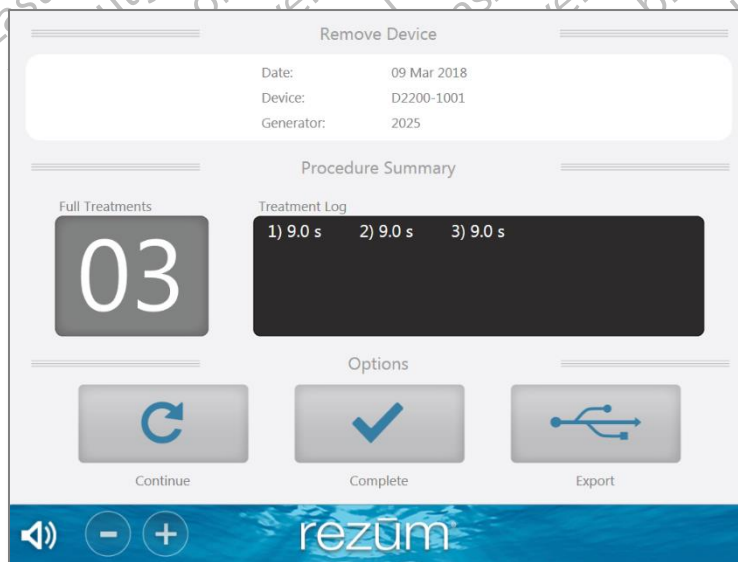 Remove Device
Date: 09 Mar 2018
Device: D2200-1001
Generator: 2025
Procedure Summary
Full Treatments
Treatment Log
03
1) 9.0 s 2) 9.0 s 3) 9.0 s
Options
Continue
Complete
Export
rezūm